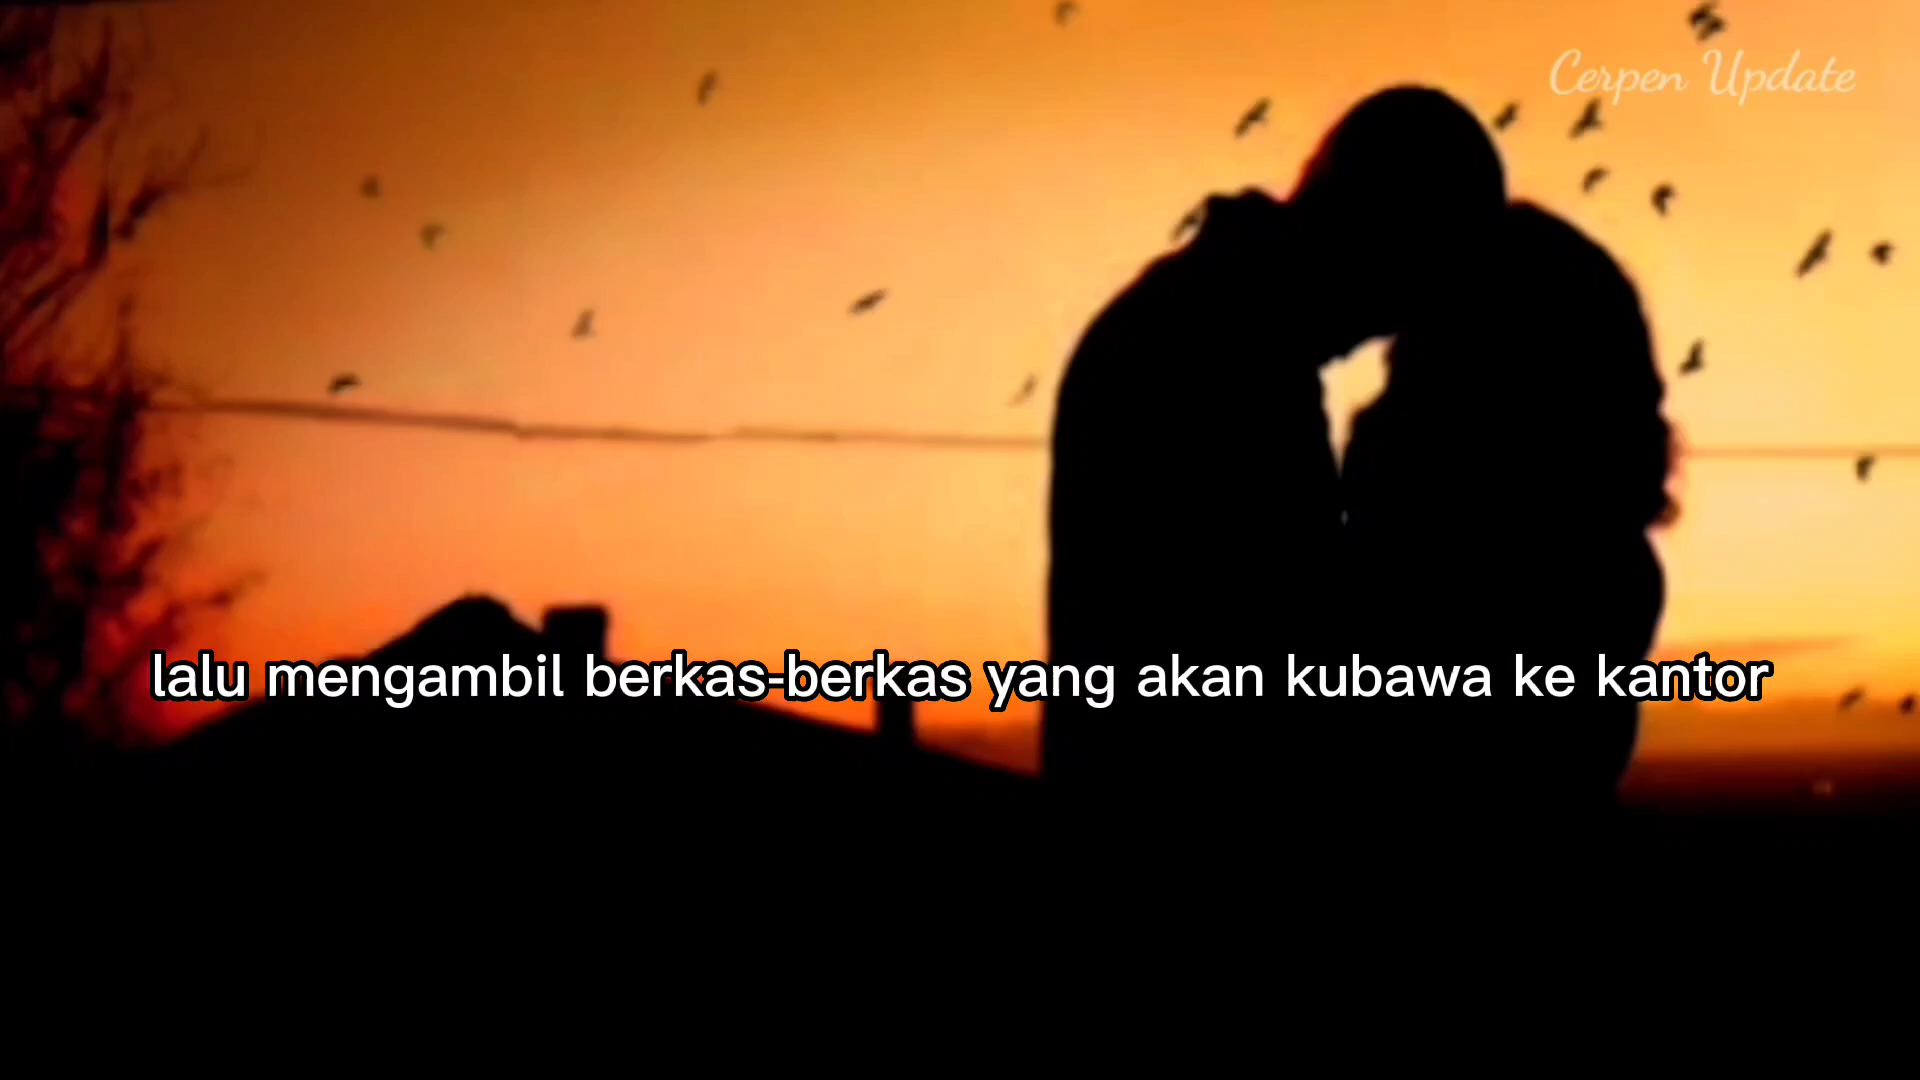 Cerpen Update
lalu mengambil berkas-berkas yang akan kubawa ke kantor